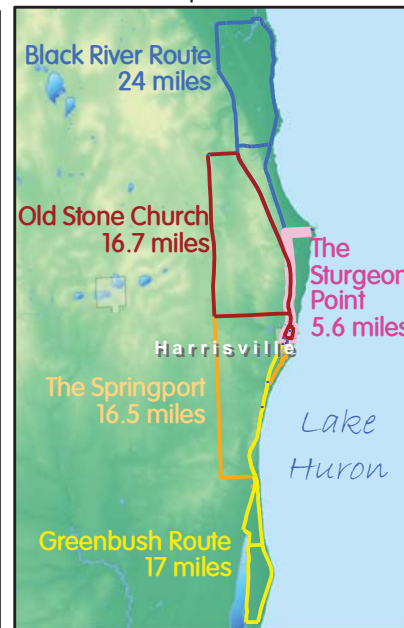 Black River Route
24 miles
Old Stone Church
16.7 miles
The
Sturgeon
Point
5.6 miles
Harrisville
The Springport
16.5 miles
Lake
Huron
Greenbush Route
17 miles